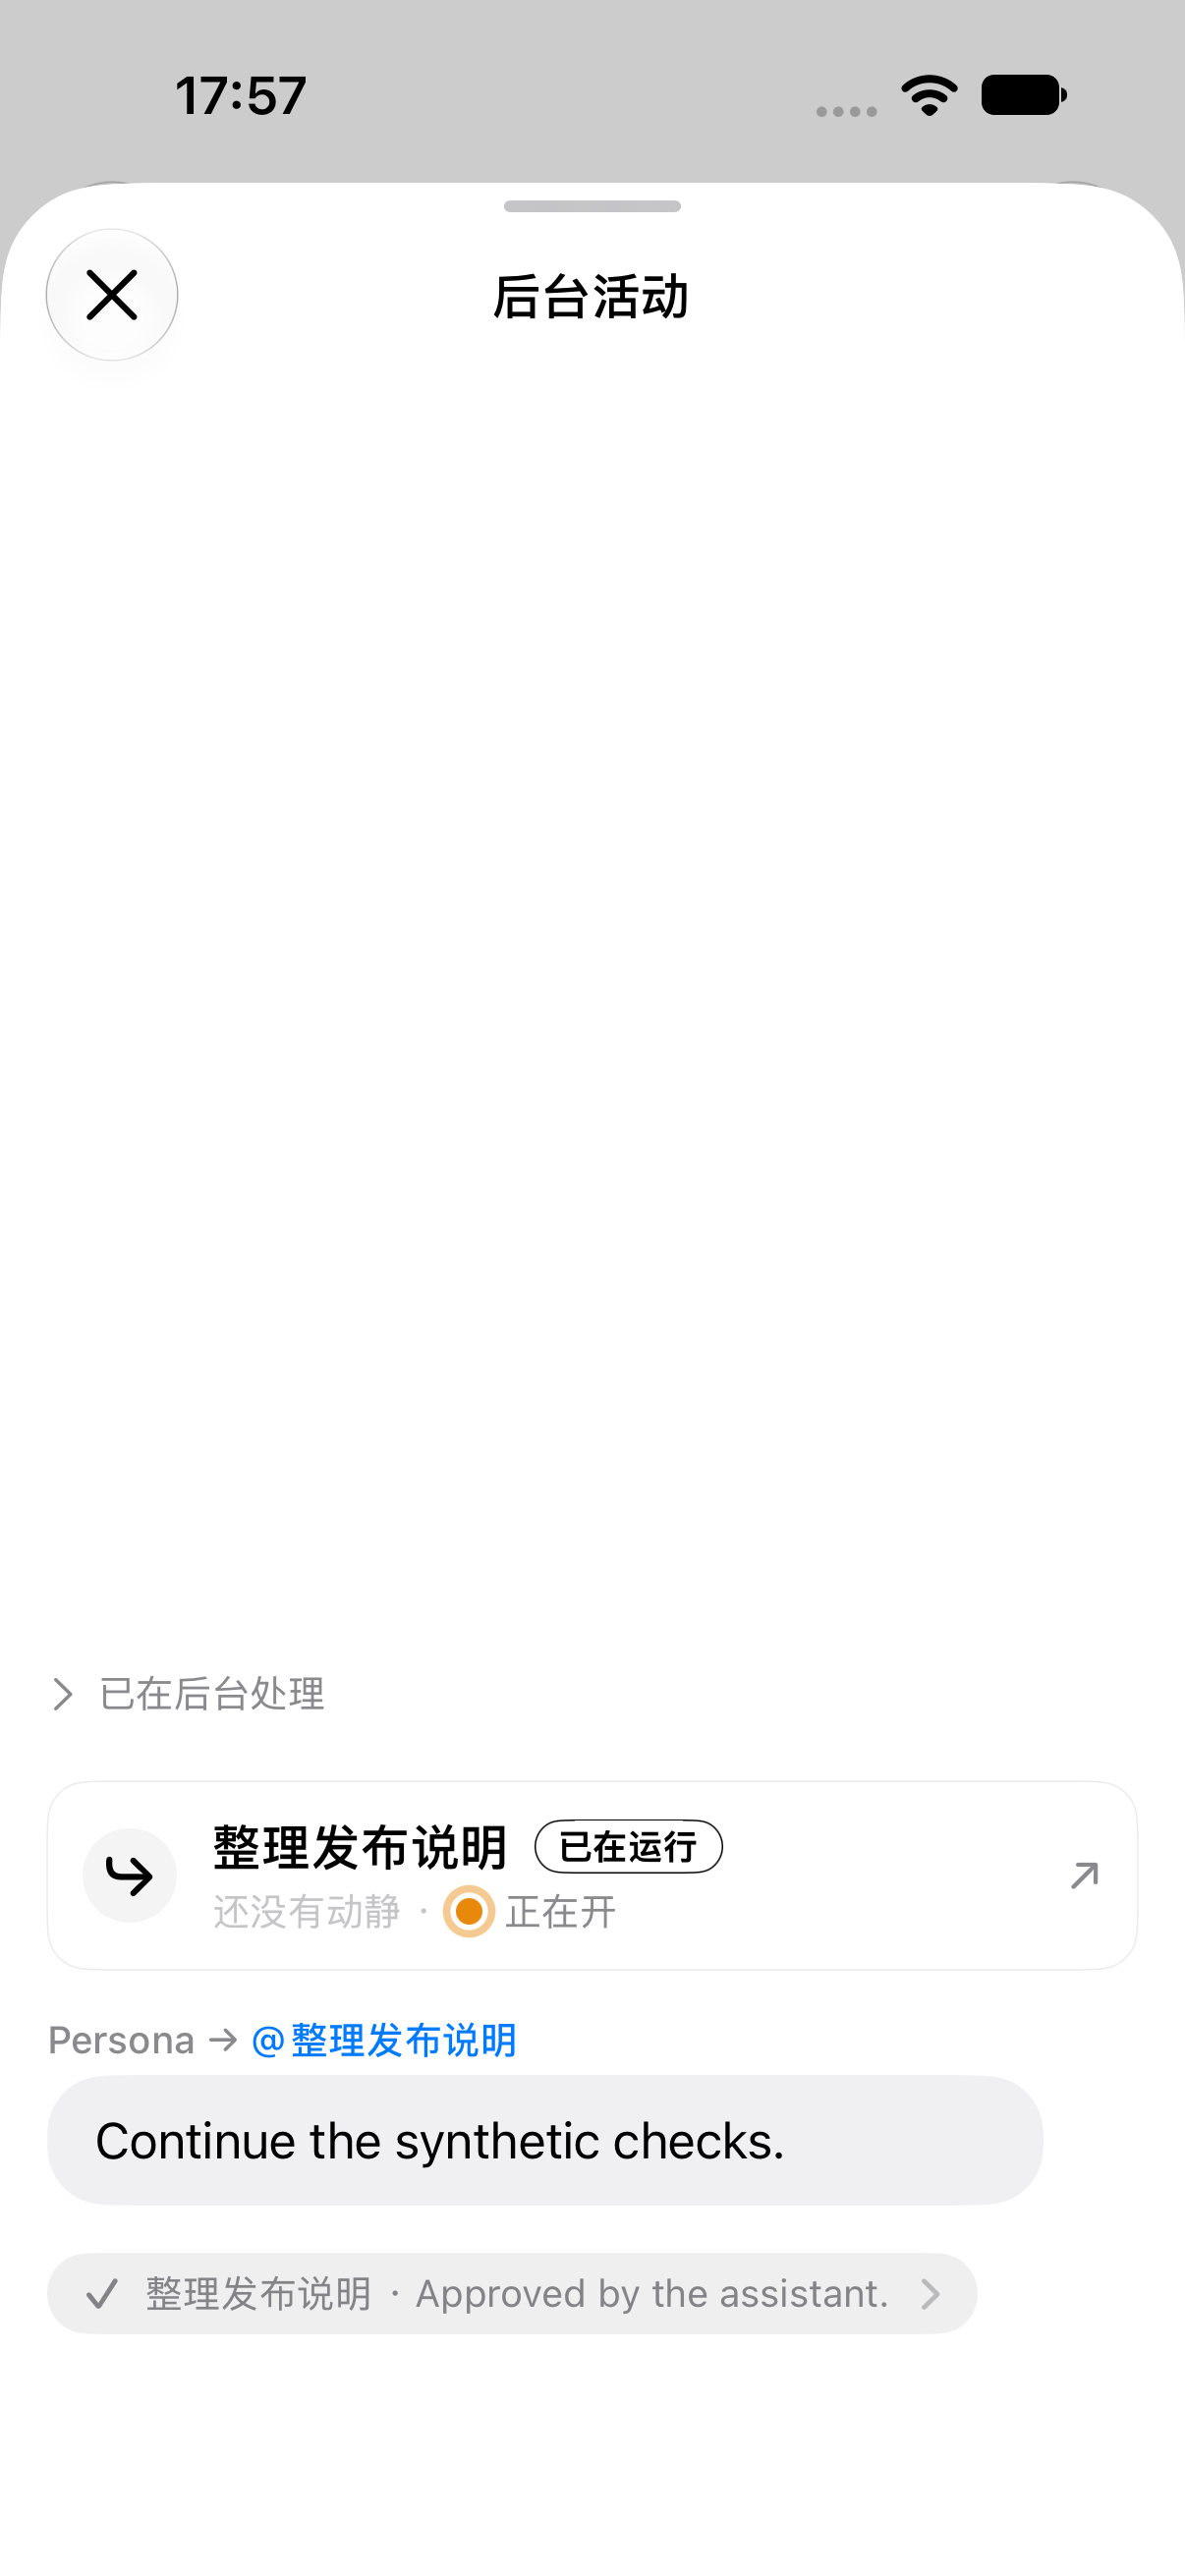 17:57
后台活动
已在后台处理
整理发布说明 已在运行
还没有动静 · 正在开
Persona → @整理发布说明
Continue the synthetic checks.
整理发布说明 · Approved by the assistant.